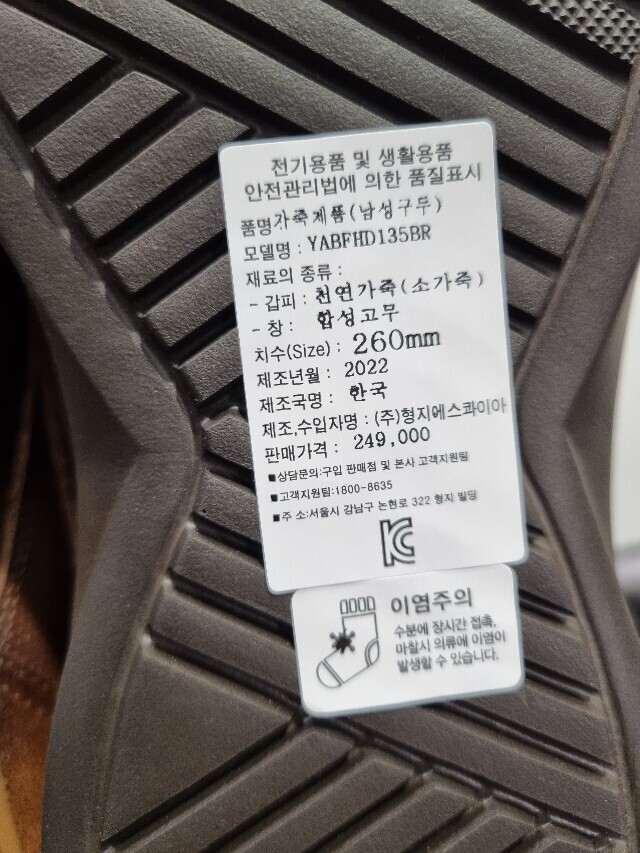 전기용품 및 생활용품
안전관리법에 의한 품질표시
품명 가죽제품(남성구두)
모델명 : YABFHD135BR
재료의 종류 :
- 갑피 : 천연가죽(소가죽)
- 창 : 합성고무
치수(Size) : 260mm
제조년월 : 2022
제조국명 : 한국
제조,수입자명 : (주)형지에스콰이아
판매가격 : 249,000
■상담문의:구입 판매점 및 본사 고객지원팀
■고객지원팀:1800-8635
■주 소:서울시 강남구 논현로 322 형지 빌딩
KC
이염주의
수분에 장시간 접촉,
마찰시 의류에 이염이
발생할 수 있습니다.